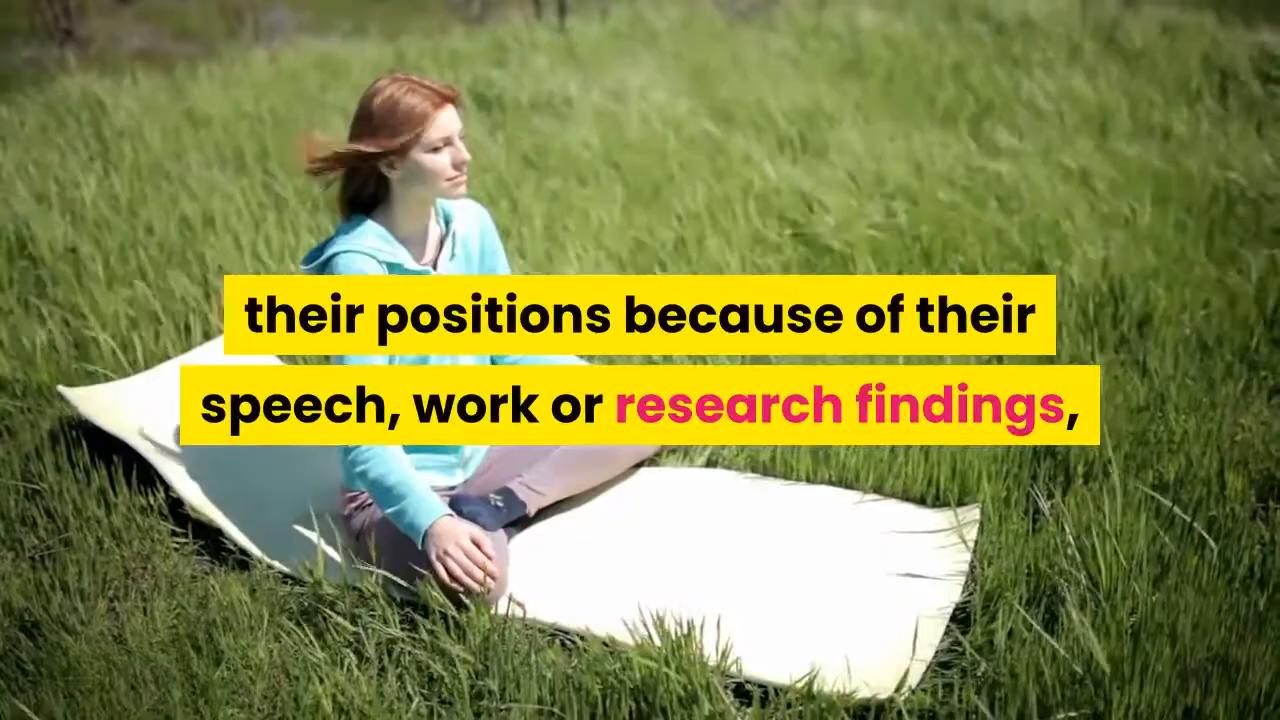 their positions because of their
speech, work or research findings,